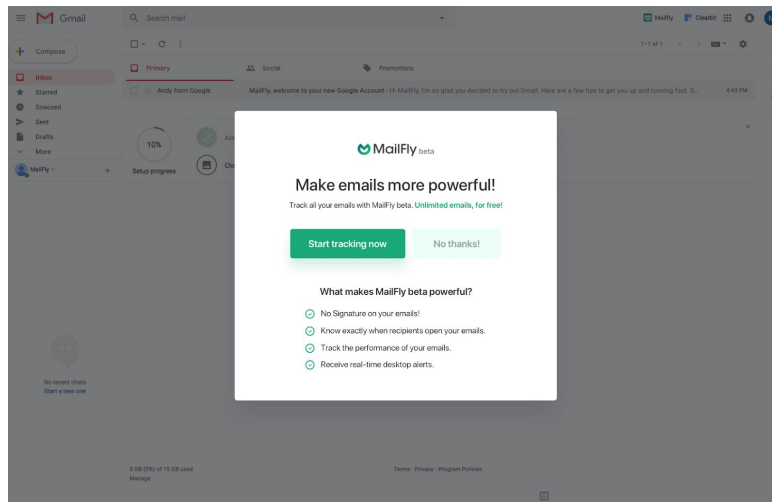 Gmail
Search mail
Mailfly
Clearbit
Compose
1–1 of 1
Inbox
Starred
Snoozed
Sent
Drafts
More
MailFly
Primary
Social
Promotions
Andy from Google
MailFly, welcome to your new Google Account - Hi MailFly, I'm so glad you decided to try out Gmail. Here are a few tips to get you up and running fast. G...
4:43 PM
10%
Setup progress
MailFly beta
Make emails more powerful!
Track all your emails with MailFly beta. Unlimited emails, for free!
Start tracking now
No thanks!
What makes MailFly beta powerful?
No Signature on your emails!
Know exactly when recipients open your emails.
Track the performance of your emails.
Receive real-time desktop alerts.
No recent chats
Start a new one
0 GB (0%) of 15 GB used
Manage
Terms · Privacy · Program Policies